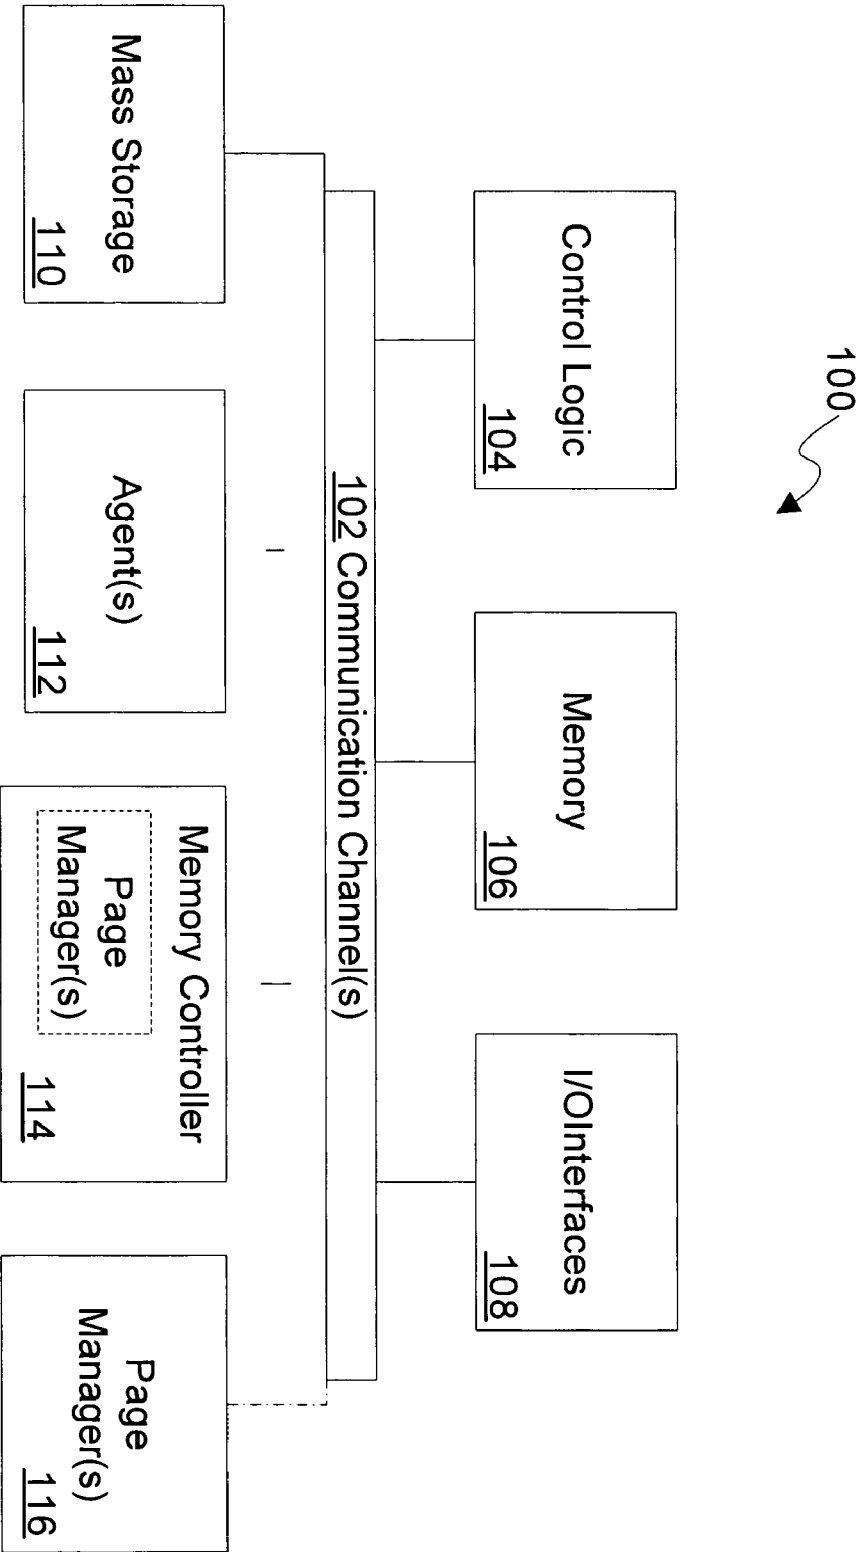 100
Control Logic
104
Memory
106
I/OInterfaces
108
102 Communication Channel(s)
Mass Storage
110
Agent(s)
112
Memory Controller
Page
Manager(s)
114
Page
Manager(s)
116